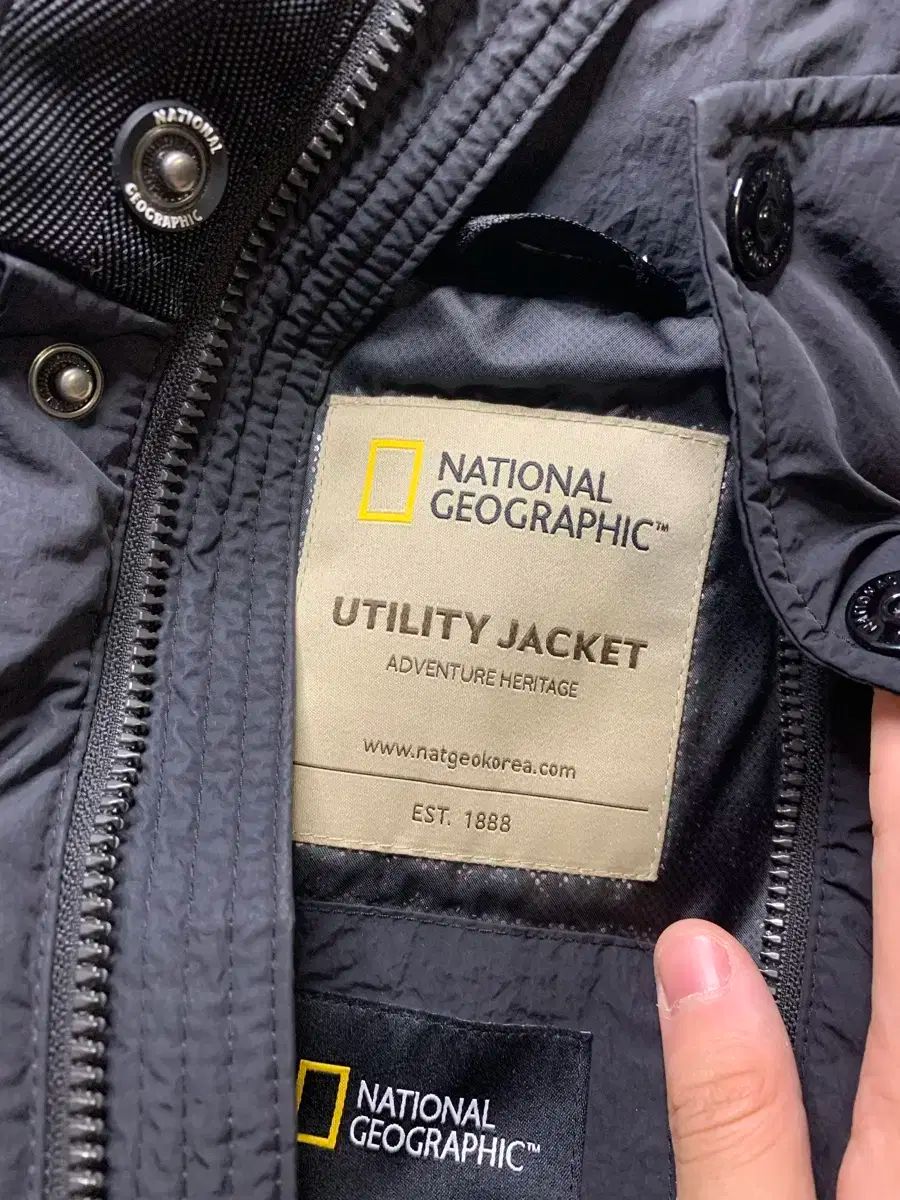 NATIONAL
GEOGRAPHIC
NATIONAL
GEOGRAPHIC™
UTILITY JACKET
ADVENTURE HERITAGE
www.natgeokorea.com
EST. 1888
NATIONAL
GEOGRAPHIC™